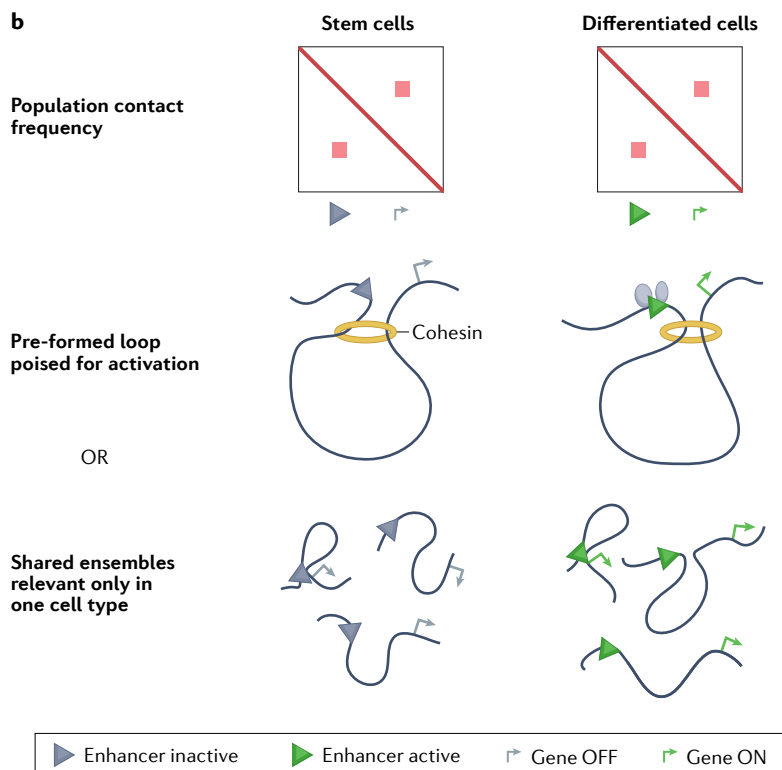 b
Stem cells
Differentiated cells
Population contact
frequency
Pre-formed loop
poised for activation
Cohesin
OR
Shared ensembles
relevant only in
one cell type
Enhancer inactive
Enhancer active
Gene OFF
Gene ON